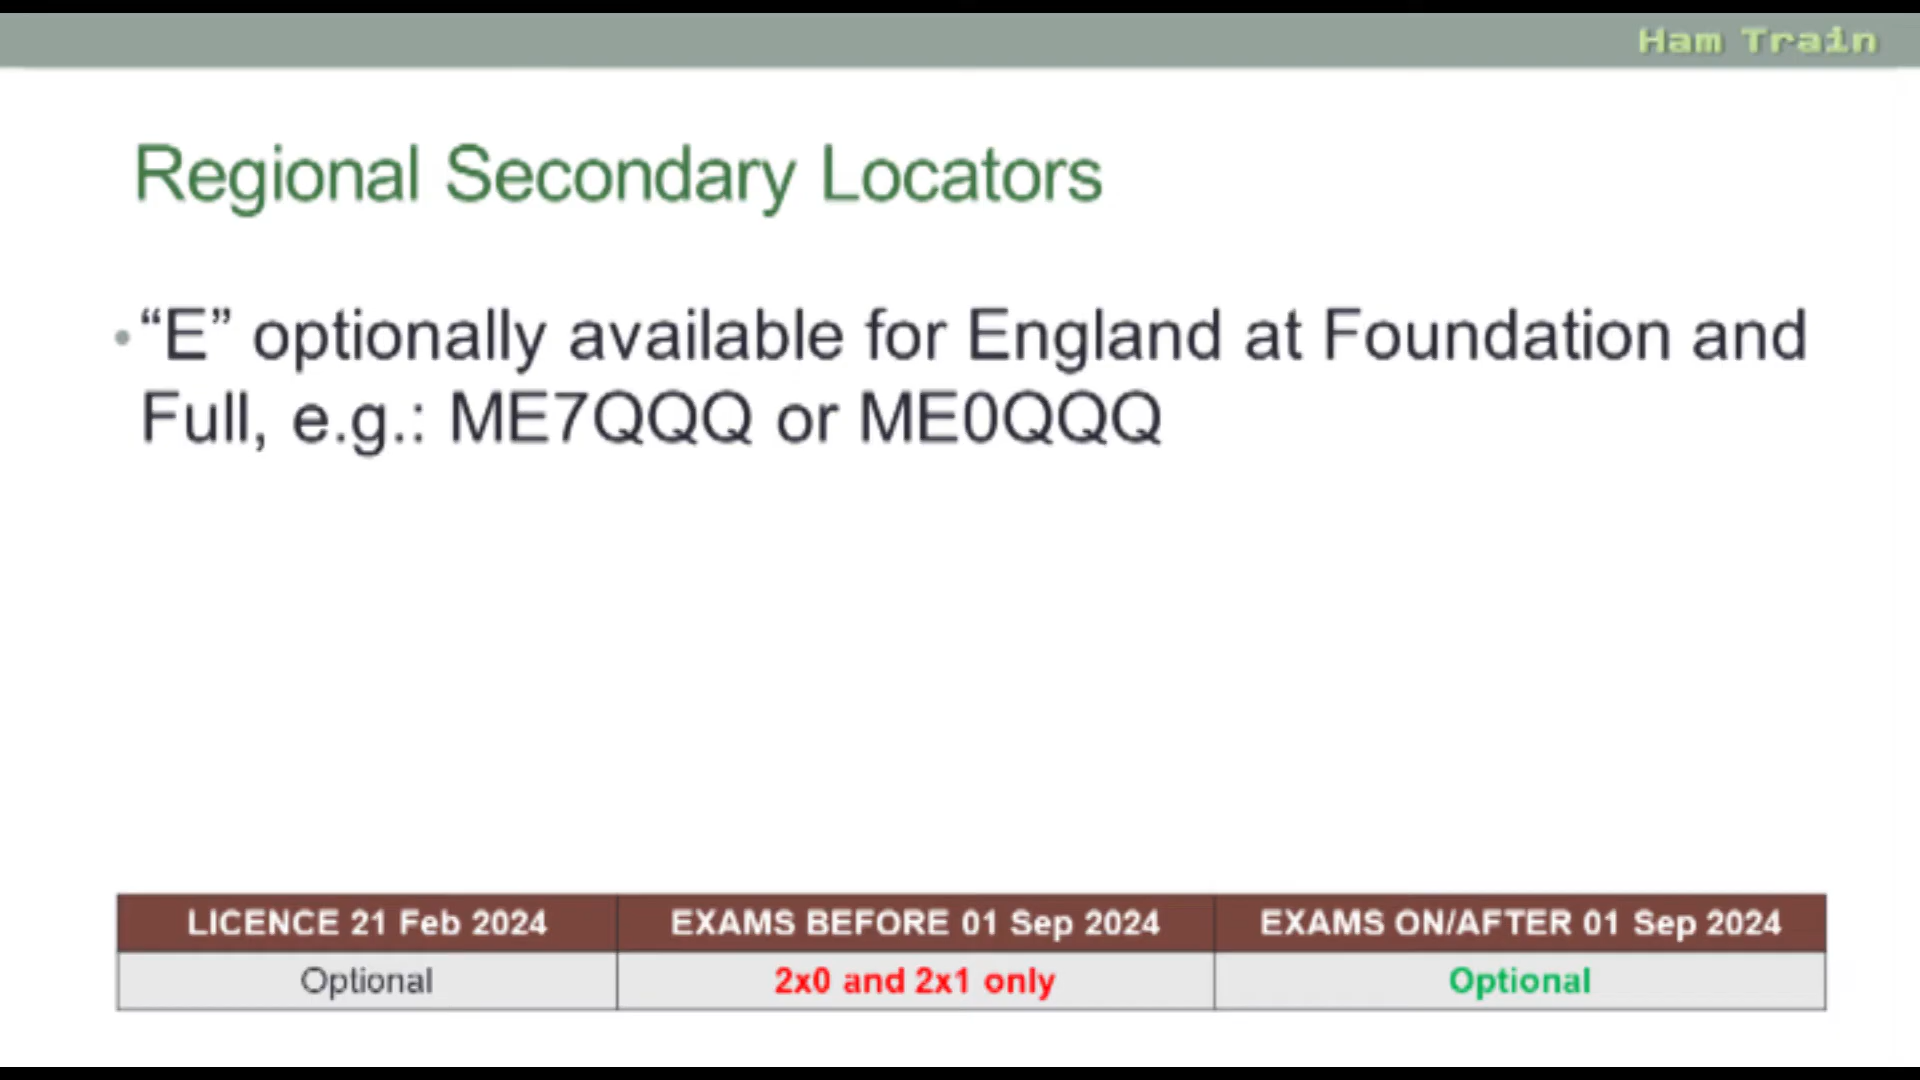 Ham Train
Regional Secondary Locators
• “E” optionally available for England at Foundation and
Full, e.g.: ME7QQQ or ME0QQQ
LICENCE 21 Feb 2024 EXAMS BEFORE 01 Sep 2024 EXAMS ON/AFTER 01 Sep 2024
Optional 2x0 and 2x1 only Optional